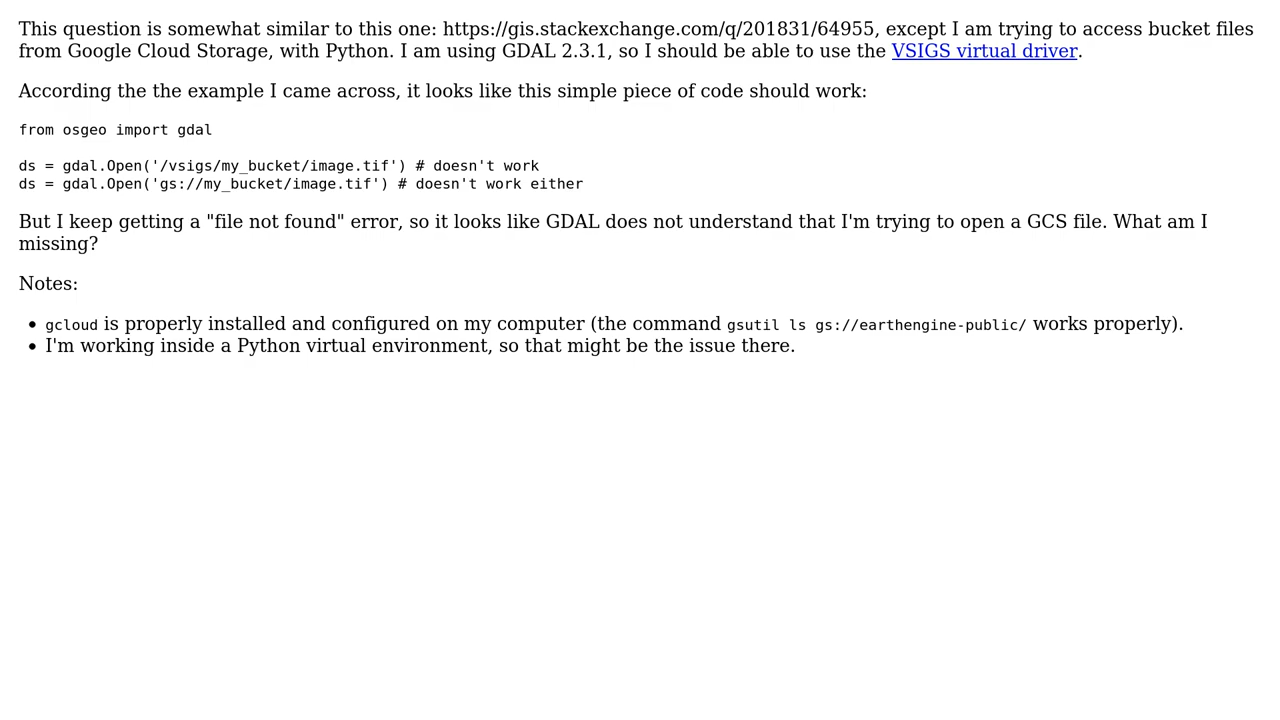 This question is somewhat similar to this one: https://gis.stackexchange.com/q/201831/64955, except I am trying to access bucket files
from Google Cloud Storage, with Python. I am using GDAL 2.3.1, so I should be able to use the VSIGS virtual driver.
According the the example I came across, it looks like this simple piece of code should work:
from osgeo import gdal
ds = gdal.Open('/vsigs/my_bucket/image.tif') # doesn't work
ds = gdal.Open('gs://my_bucket/image.tif') # doesn't work either
But I keep getting a "file not found" error, so it looks like GDAL does not understand that I'm trying to open a GCS file. What am I
missing?
Notes:
• gcloud is properly installed and configured on my computer (the command gsutil ls gs://earthengine-public/ works properly).
• I'm working inside a Python virtual environment, so that might be the issue there.